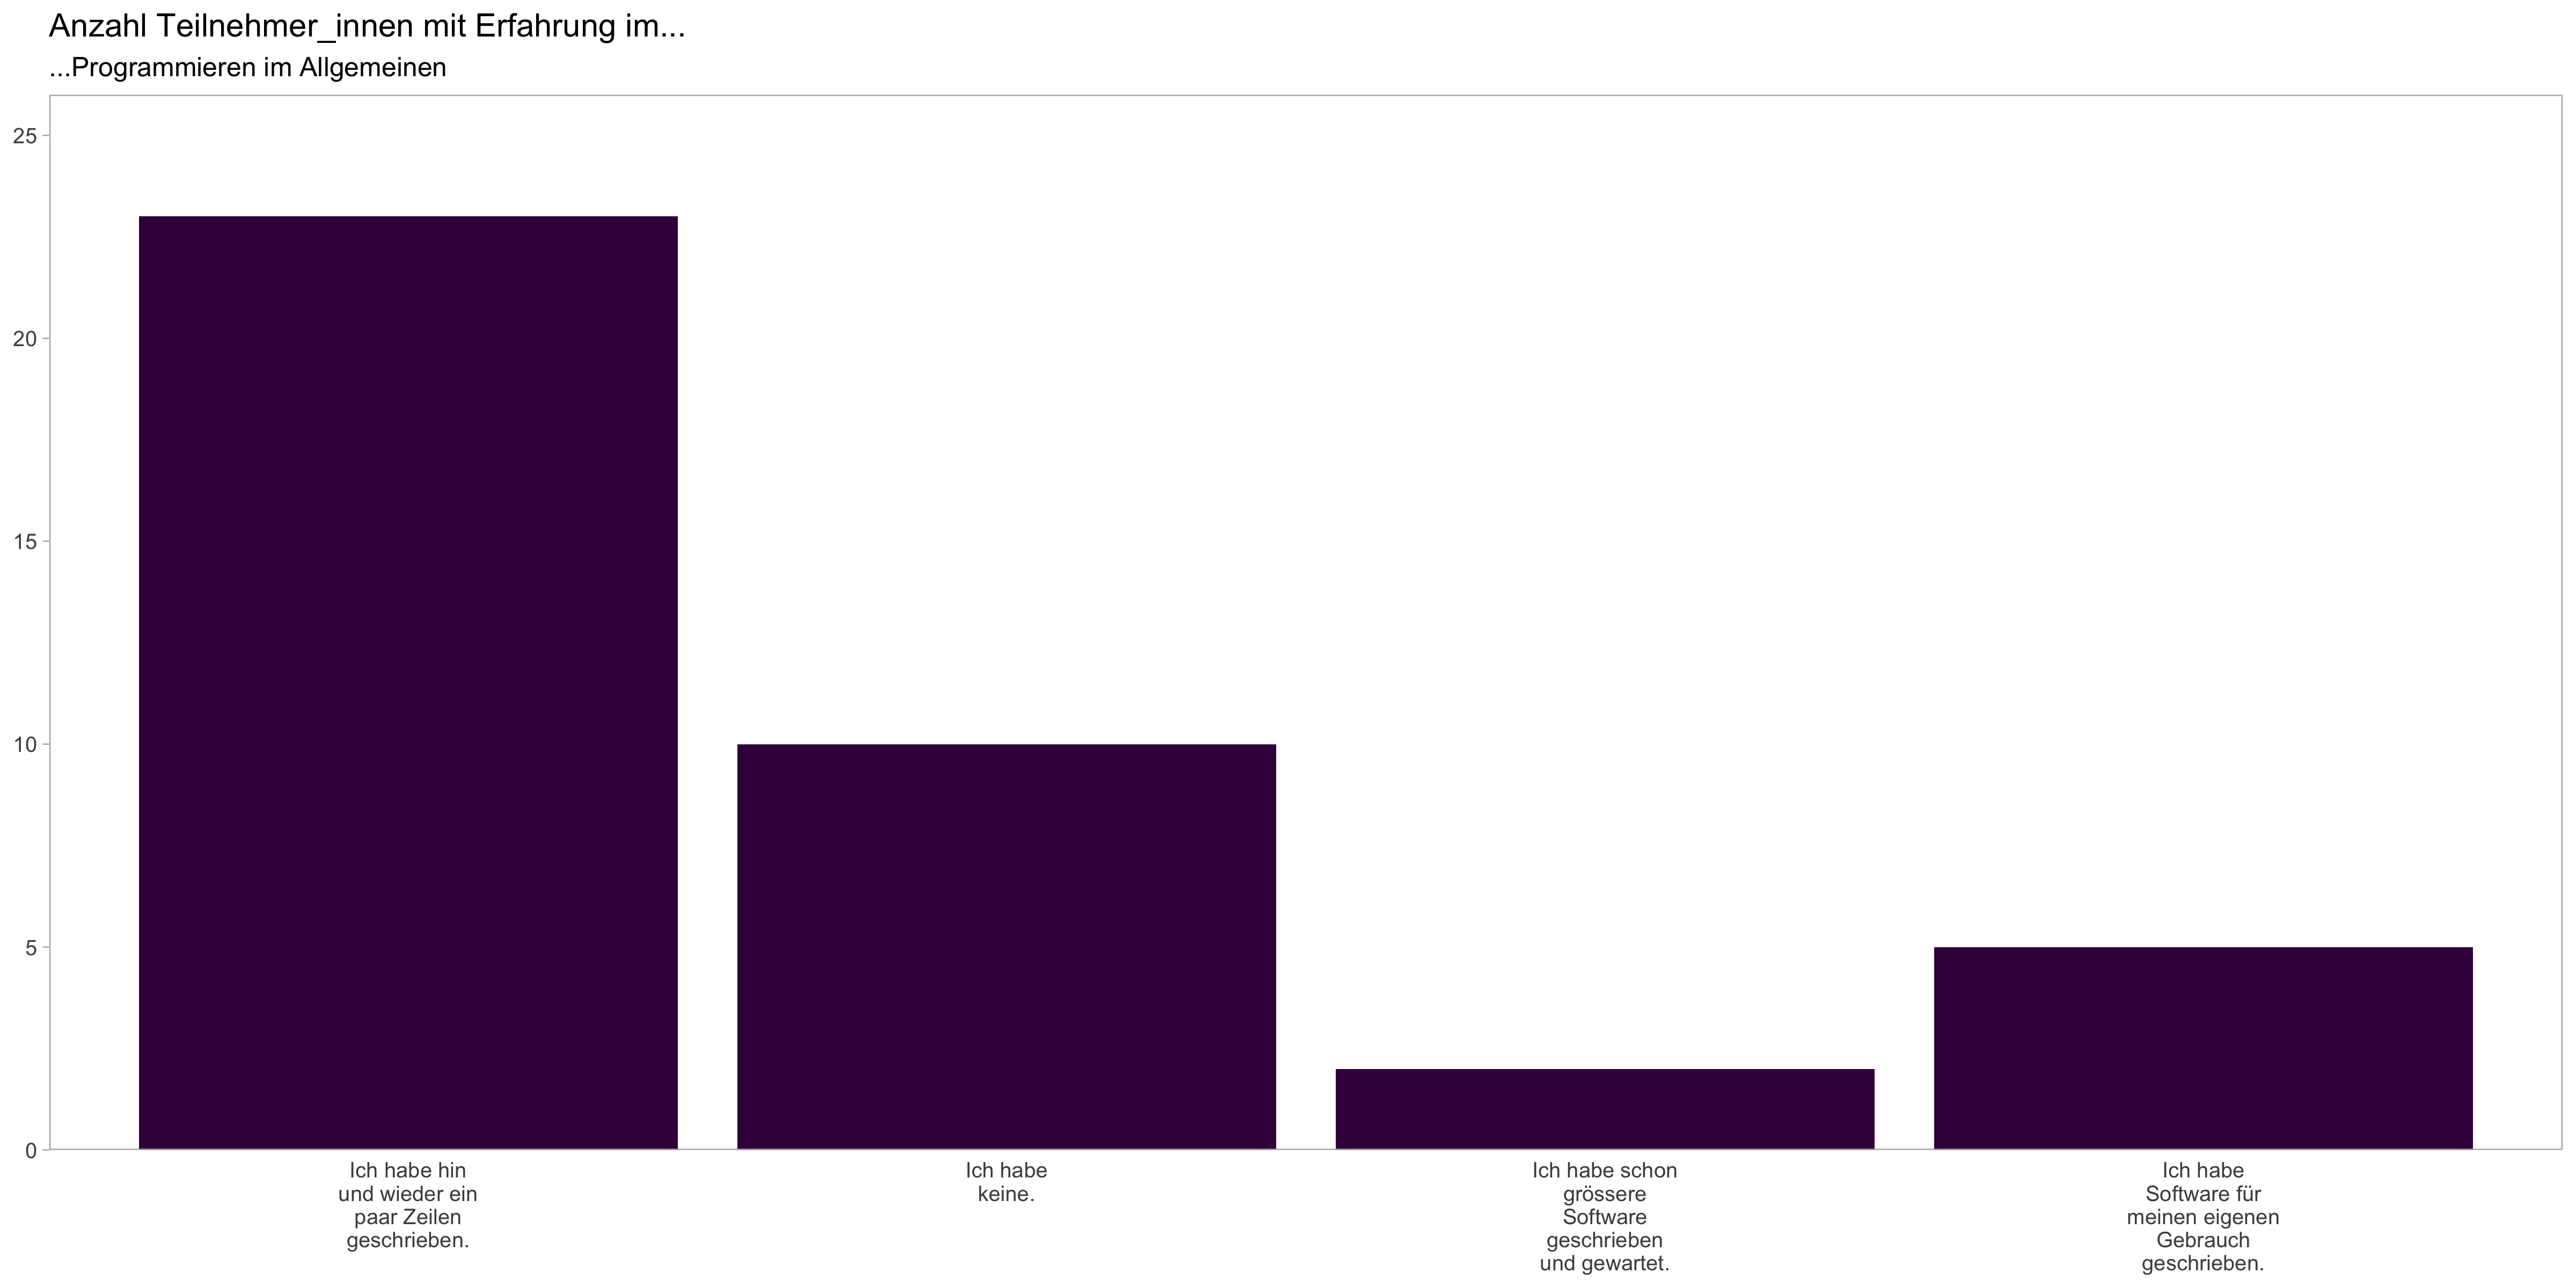 Anzahl Teilnehmer_innen mit Erfahrung im...
...Programmieren im Allgemeinen
25
20
15
10
5
0
Ich habe hin
und wieder ein
paar Zeilen
geschrieben.
Ich habe
keine.
Ich habe schon
grössere
Software
geschrieben
und gewartet.
Ich habe
Software für
meinen eigenen
Gebrauch
geschrieben.